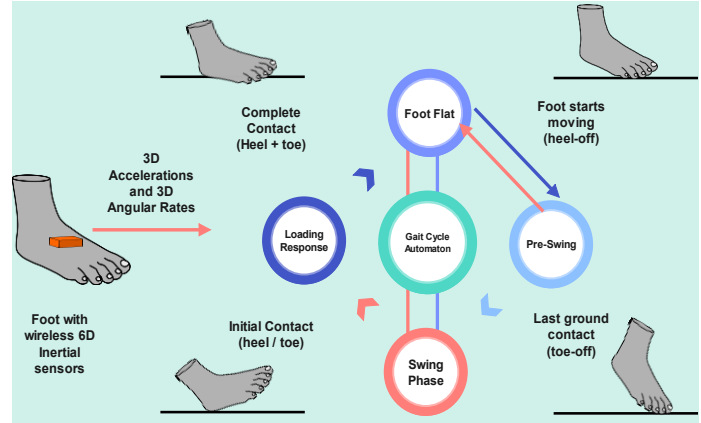 Complete
Contact
(Heel + toe)
Foot Flat
Foot starts
moving
(heel-off)
3D
Accelerations
and 3D
Angular Rates
Loading
Response
Gait Cycle
Automaton
Pre-Swing
Foot with
wireless 6D
Inertial
sensors
Initial Contact
(heel / toe)
Swing
Phase
Last ground
contact
(toe-off)